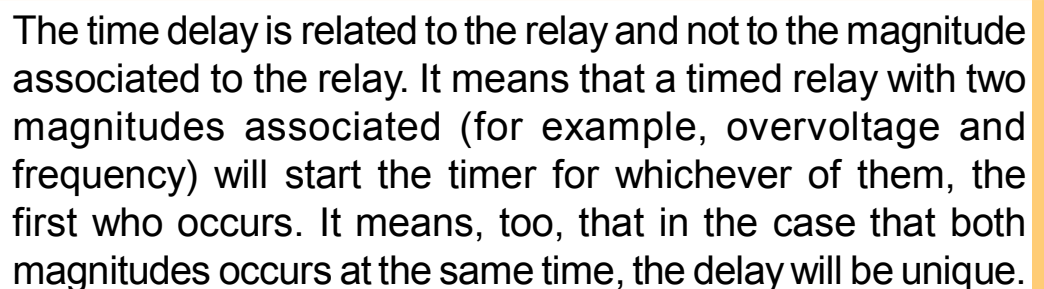 The time delay is related to the relay and not to the magnitude
associated to the relay. It means that a timed relay with two
magnitudes associated (for example, overvoltage and
frequency) will start the timer for whichever of them, the
first who occurs. It means, too, that in the case that both
magnitudes occurs at the same time, the delay will be unique.